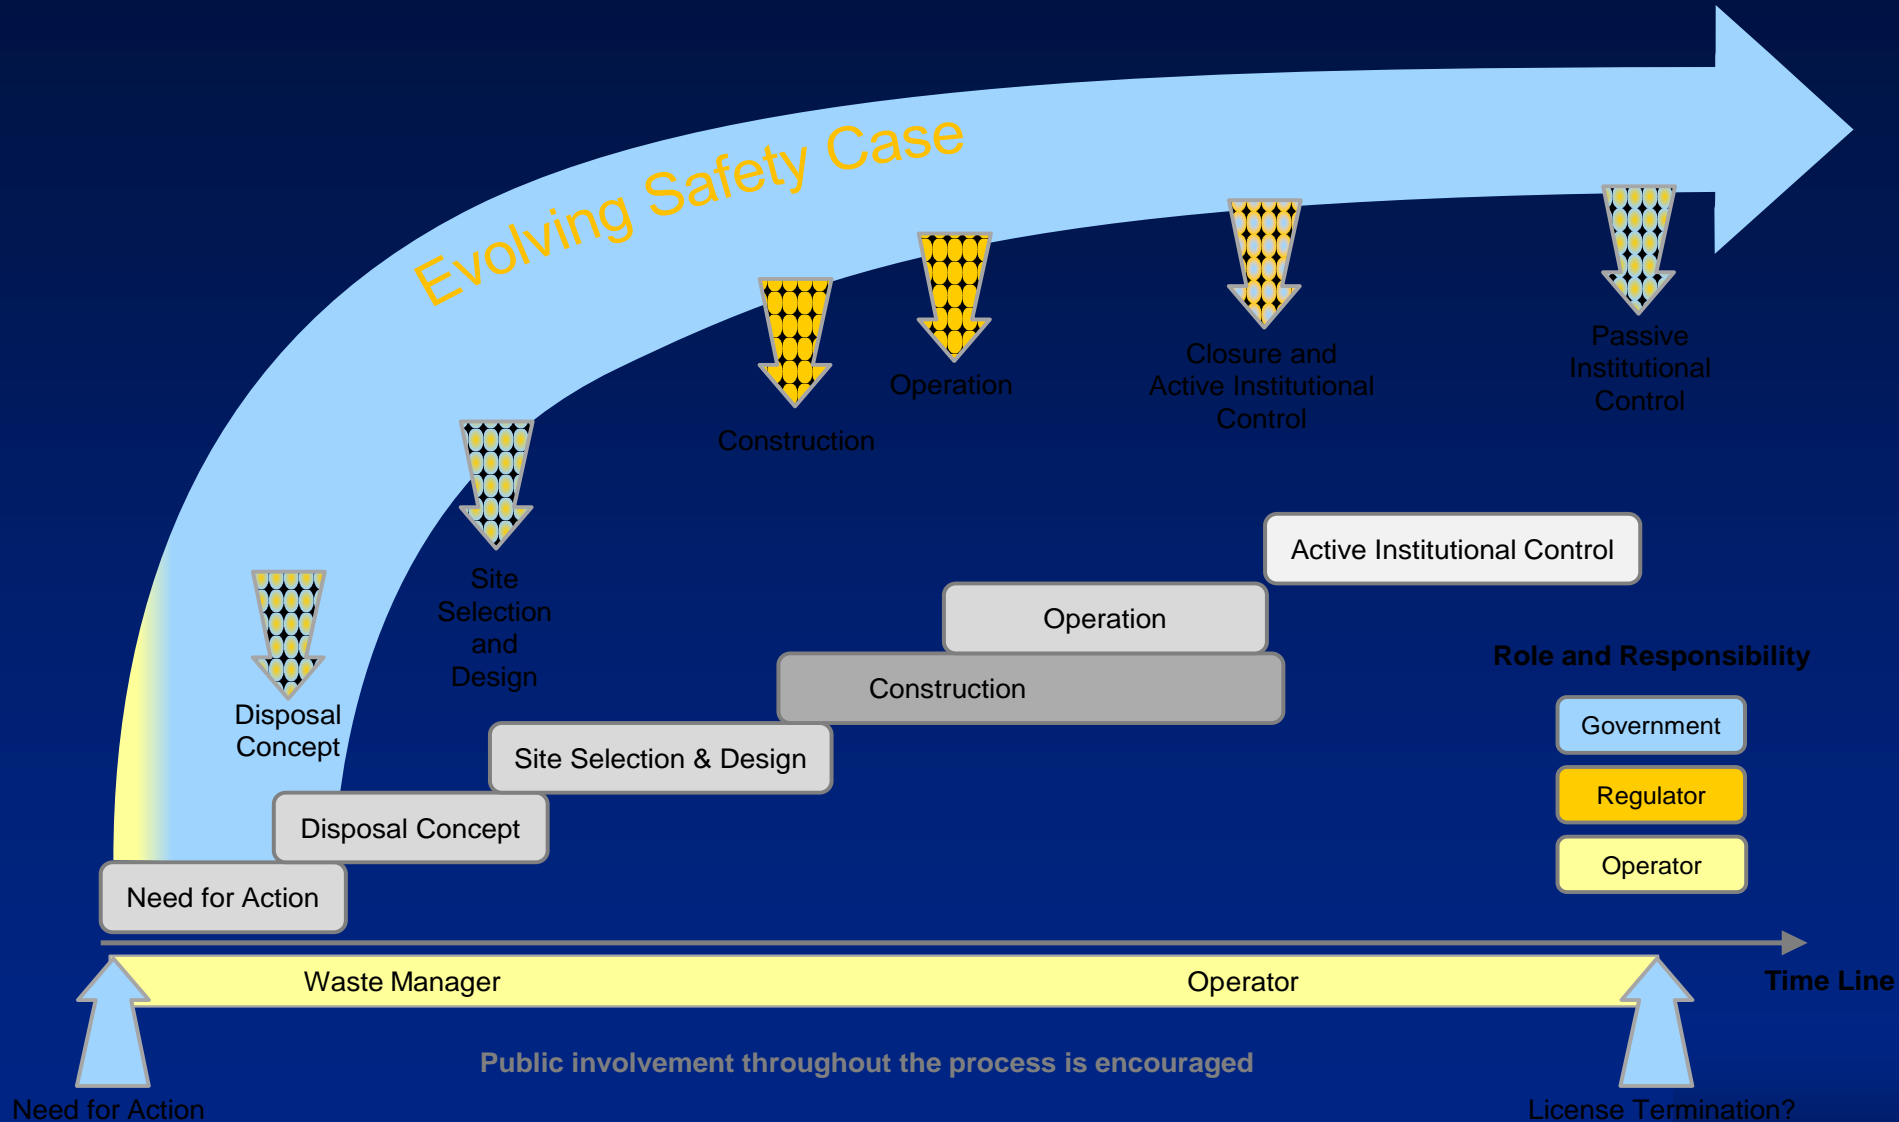 Evolving Safety Case
Disposal
Concept
Site
Selection
and
Design
Construction
Operation
Closure and
Active Institutional
Control
Passive
Institutional
Control
Active Institutional Control
Operation
Construction
Site Selection & Design
Disposal Concept
Need for Action
Role and Responsibility
Government
Regulator
Operator
Waste Manager
Operator
Time Line
Public involvement throughout the process is encouraged
Need for Action
License Termination?